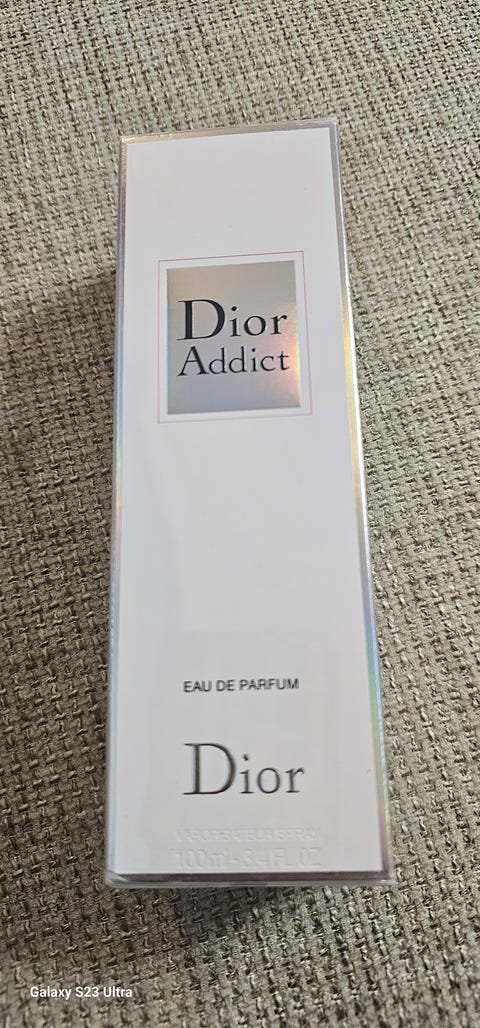 Dior
Addict
EAU DE PARFUM
Dior
VAPORISATEUR SPRAY
100ml-3.4 FL.OZ
Galaxy S23 Ultra